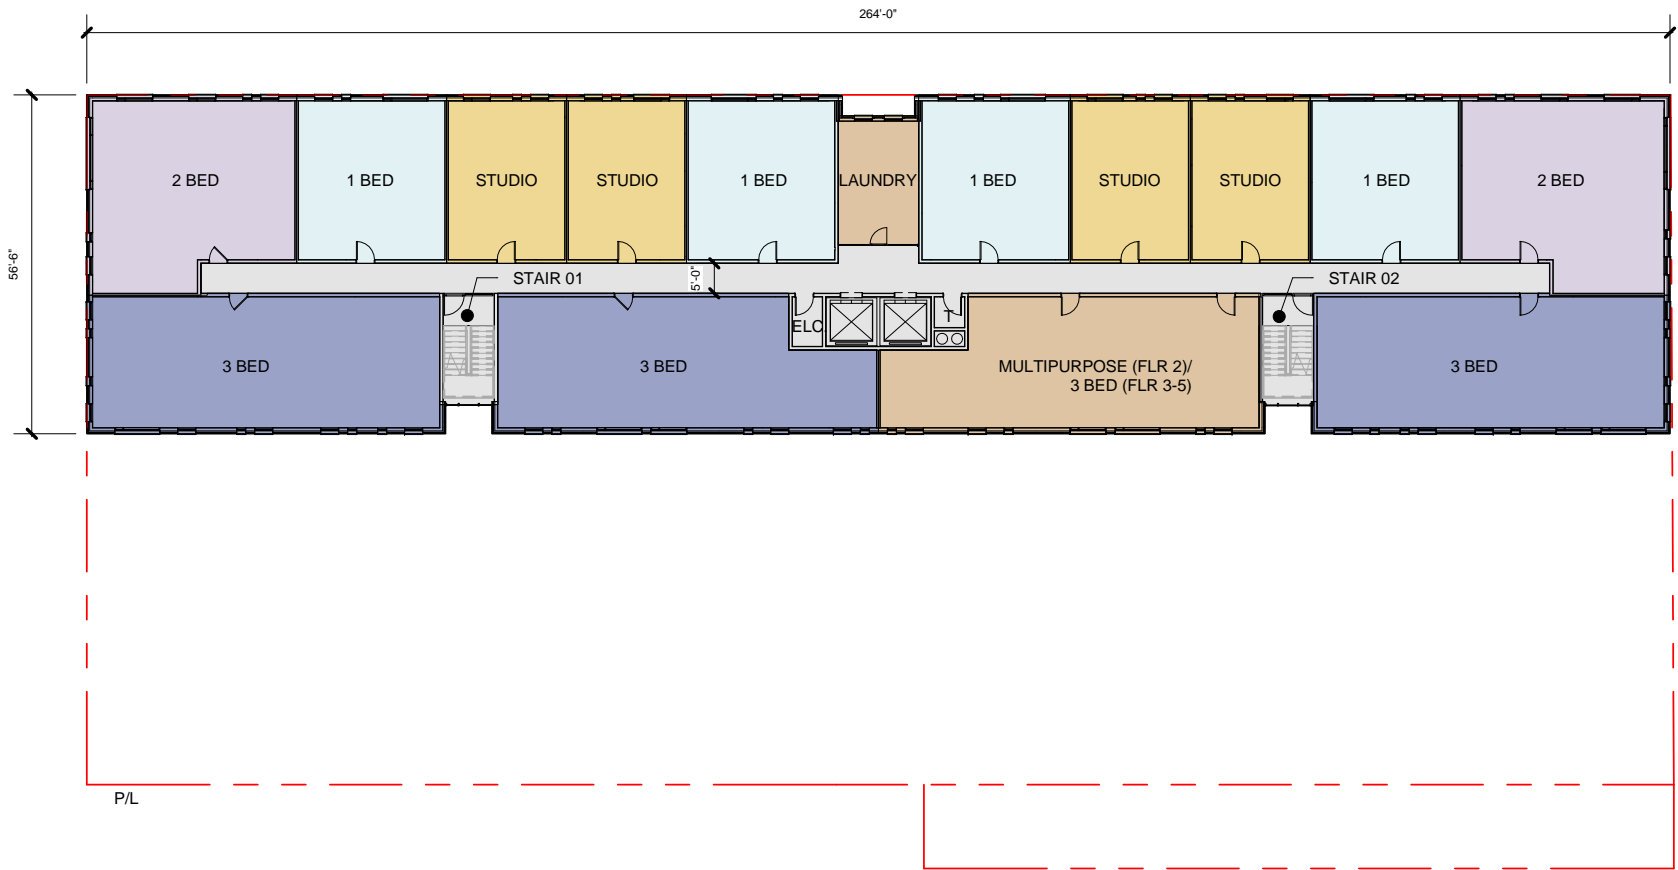 264'-0"
56'-6"
2 BED
1 BED
STUDIO
STUDIO
1 BED
LAUNDRY
1 BED
STUDIO
STUDIO
1 BED
2 BED
STAIR 01
5'-0"
STAIR 02
ELC
T
3 BED
3 BED
MULTIPURPOSE (FLR 2)/
3 BED (FLR 3-5)
3 BED
P/L